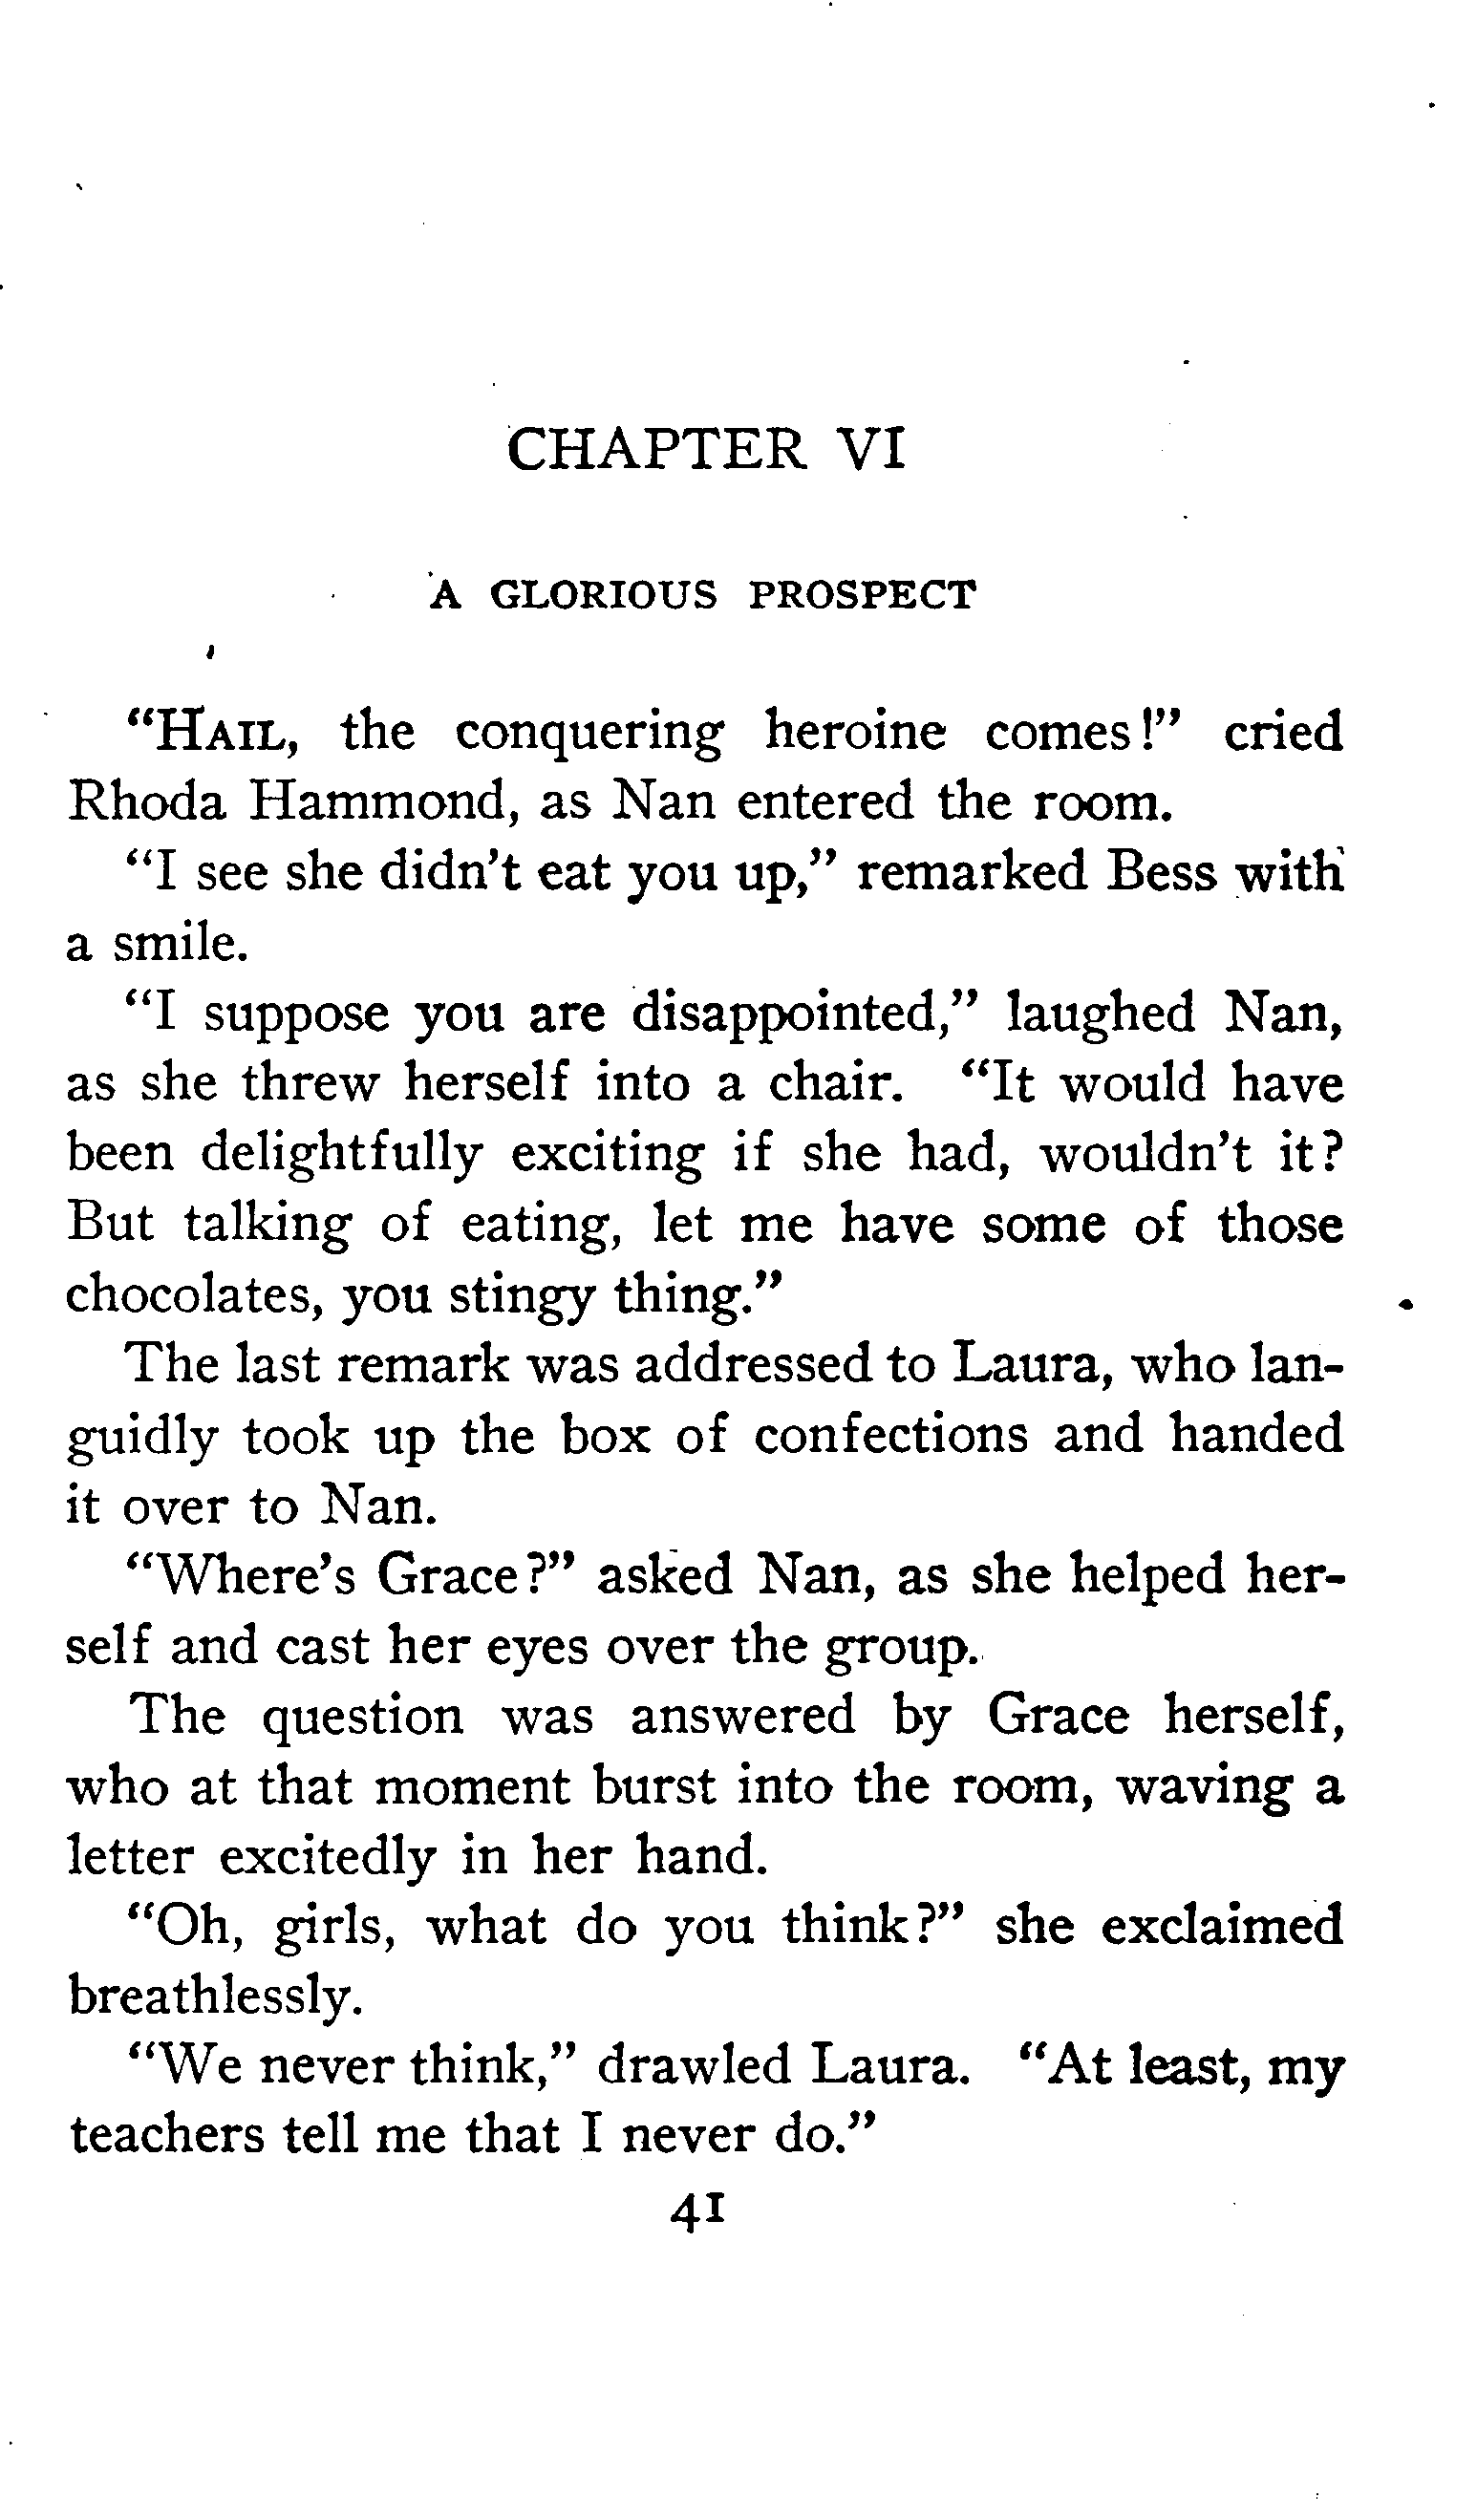 CHAPTER VI
A GLORIOUS PROSPECT
"HAIL, the conquering heroine comes!" cried
Rhoda Hammond, as Nan entered the room.
"I see she didn't eat you up," remarked Bess with
a smile.
"I suppose you are disappointed," laughed Nan,
as she threw herself into a chair. "It would have
been delightfully exciting if she had, wouldn't it?
But talking of eating, let me have some of those
chocolates, you stingy thing."
The last remark was addressed to Laura, who lan-
guidly took up the box of confections and handed
it over to Nan.
"Where's Grace?" asked Nan, as she helped her-
self and cast her eyes over the group.
The question was answered by Grace herself,
who at that moment burst into the room, waving a
letter excitedly in her hand.
"Oh, girls, what do you think?" she exclaimed
breathlessly.
"We never think," drawled Laura. "At least, my
teachers tell me that I never do."
41